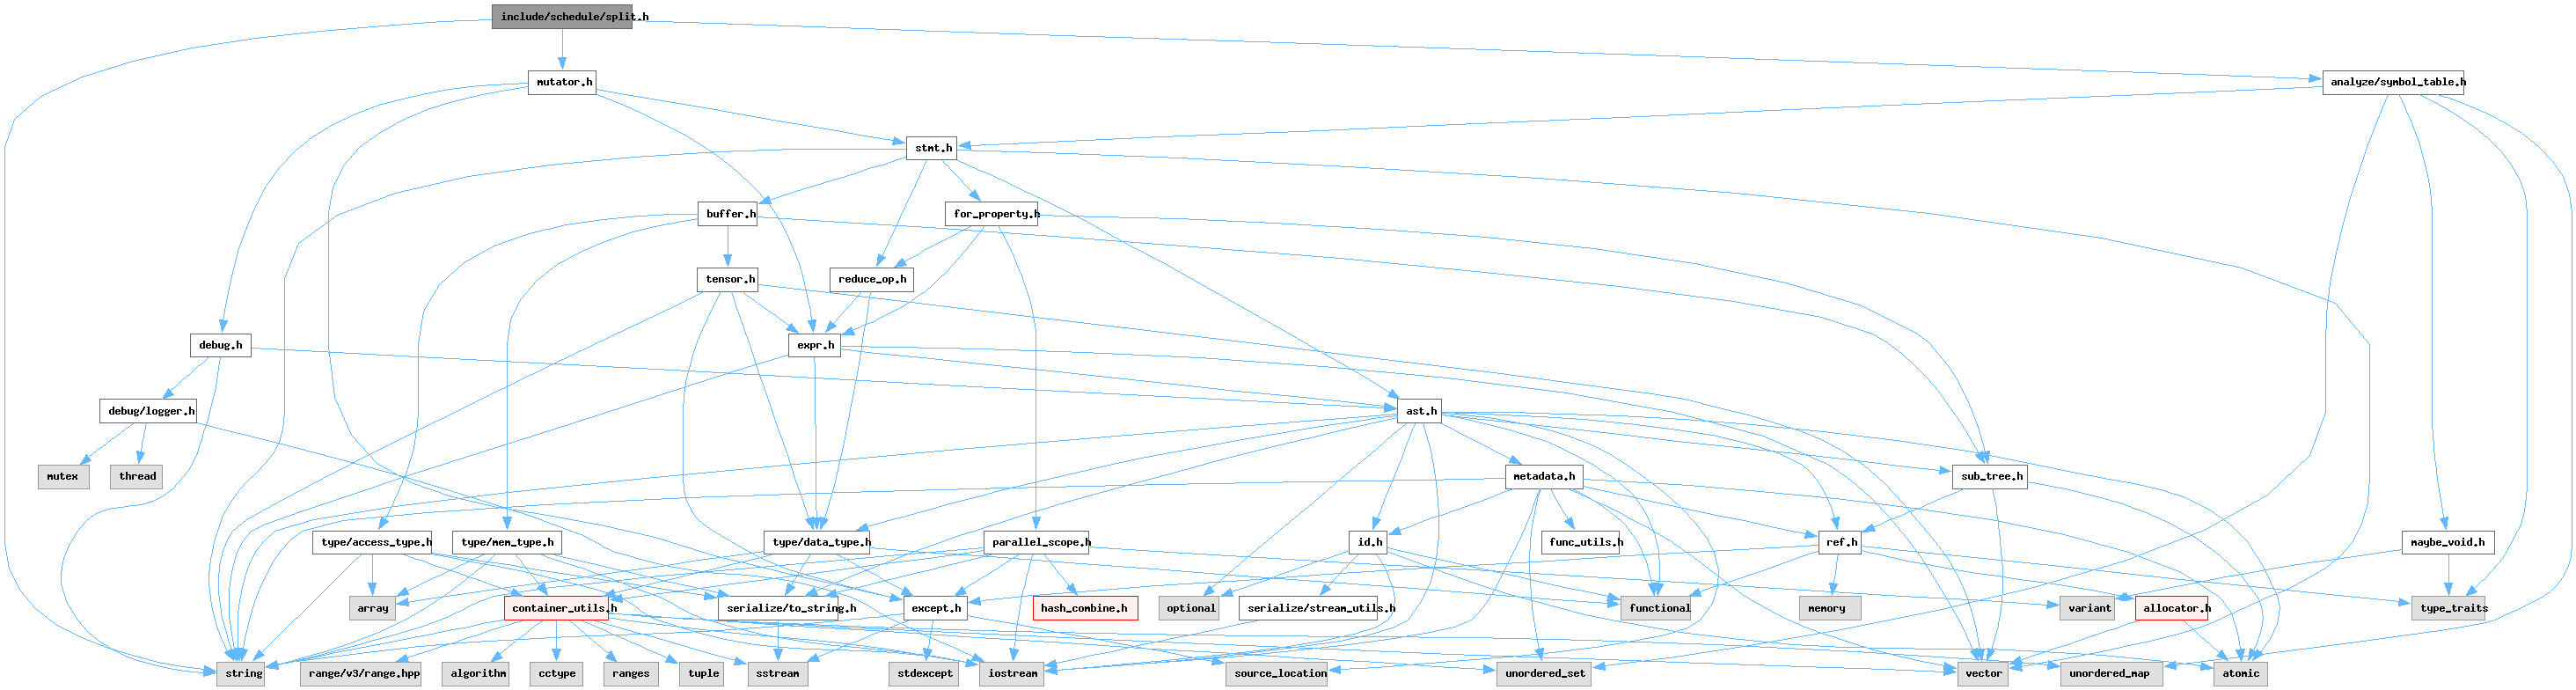 include/schedule/split.h
mutator.h
analyze/symbol_table.h
stmt.h
buffer.h
for_property.h
tensor.h
reduce_op.h
debug.h
expr.h
debug/logger.h
ast.h
mutex
thread
metadata.h
sub_tree.h
type/access_type.h
type/mem_type.h
type/data_type.h
parallel_scope.h
id.h
func_utils.h
ref.h
maybe_void.h
array
container_utils.h
serialize/to_string.h
except.h
hash_combine.h
optional
serialize/stream_utils.h
functional
memory
variant
allocator.h
type_traits
string
range/v3/range.hpp
algorithm
cctype
ranges
tuple
sstream
stdexcept
iostream
source_location
unordered_set
vector
unordered_map
atomic